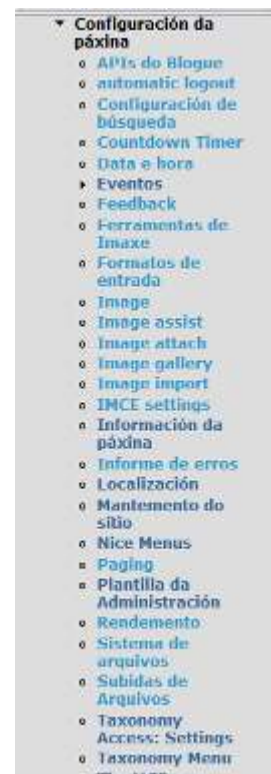 Configuración da
páxina
APIs do Blogue
automatic logout
Configuración de
búsqueda
Countdown Timer
Data e hora
Eventos
Feedback
Ferramentas de
Imaxe
Formatos de
entrada
Image
Image assist
Image attach
Image gallery
Image import
IMCE settings
Información da
páxina
Informe de erros
Localización
Mantemento do
sitio
Nice Menus
Paging
Plantilla da
Administración
Rendemento
Sistema de
arquivos
Subidas de
Arquivos
Taxonomy
Access: Settings
Taxonomy Menu